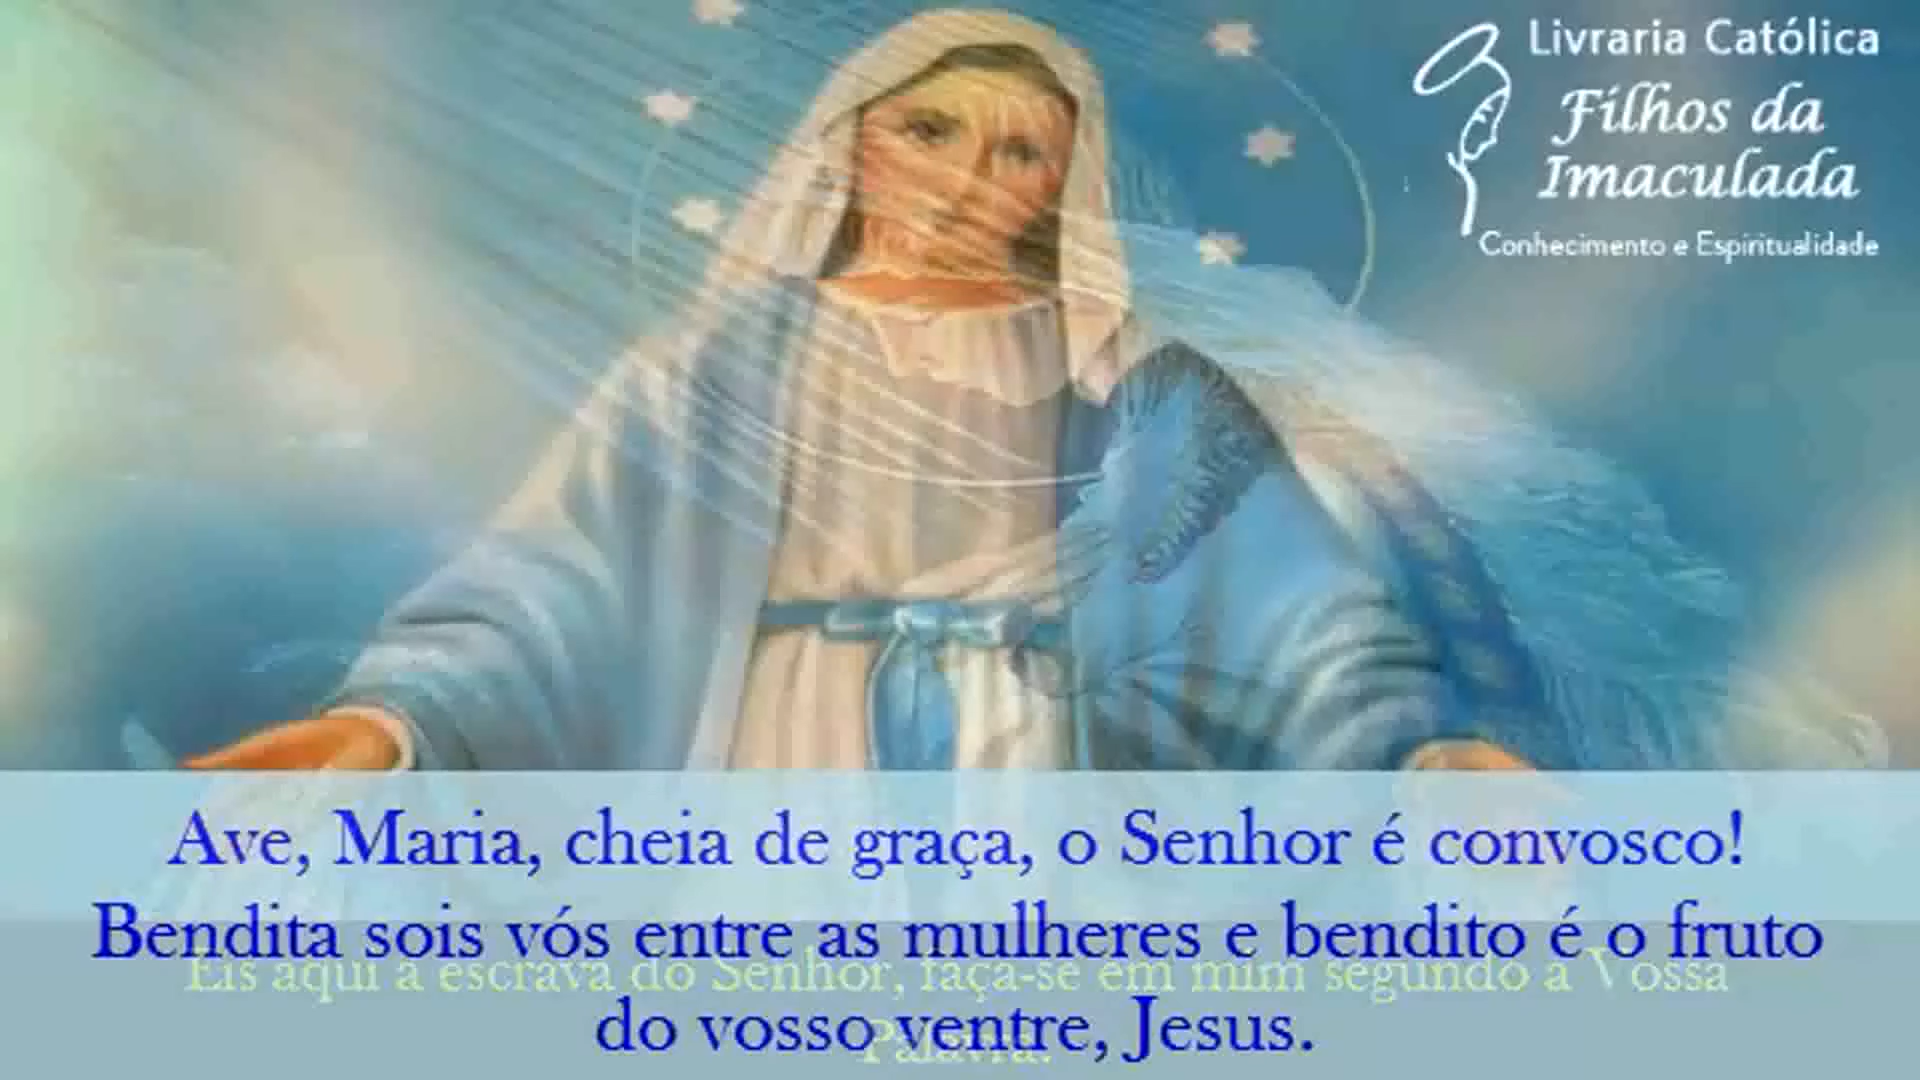 Livraria Católica
Filhos da
Imaculada
Conhecimento e Espiritualidade
Ave, Maria, cheia de graça, o Senhor é convosco!
Bendita sois vós entre as mulheres e bendito é o fruto
Eis aqui a escrava do Senhor, faça-se em mim segundo a Vossa
do vosso ventre, Jesus.
Palavra.